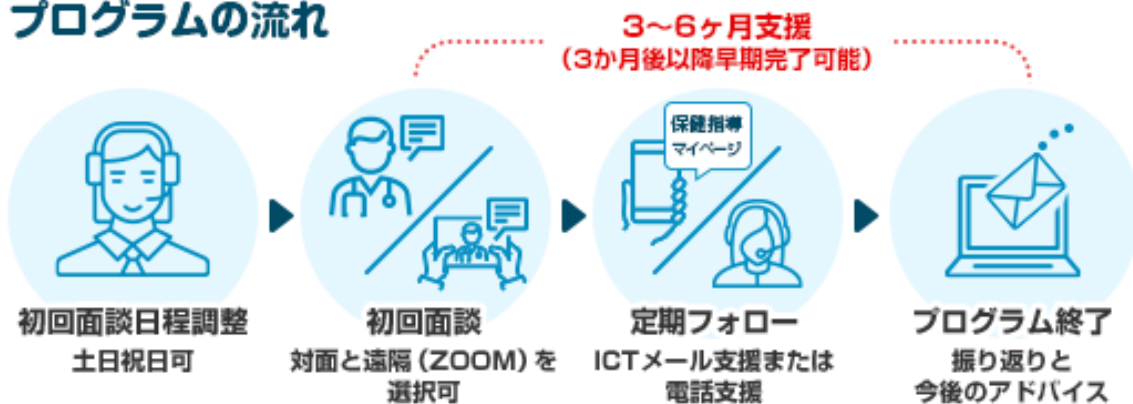 プログラムの流れ
3〜6ヶ月支援
（3か月後以降早期完了可能）
保健指導
マイページ
初回面談日程調整
土日祝日可
初回面談
対面と遠隔（ZOOM）を
選択可
定期フォロー
ICTメール支援または
電話支援
プログラム終了
振り返りと
今後のアドバイス